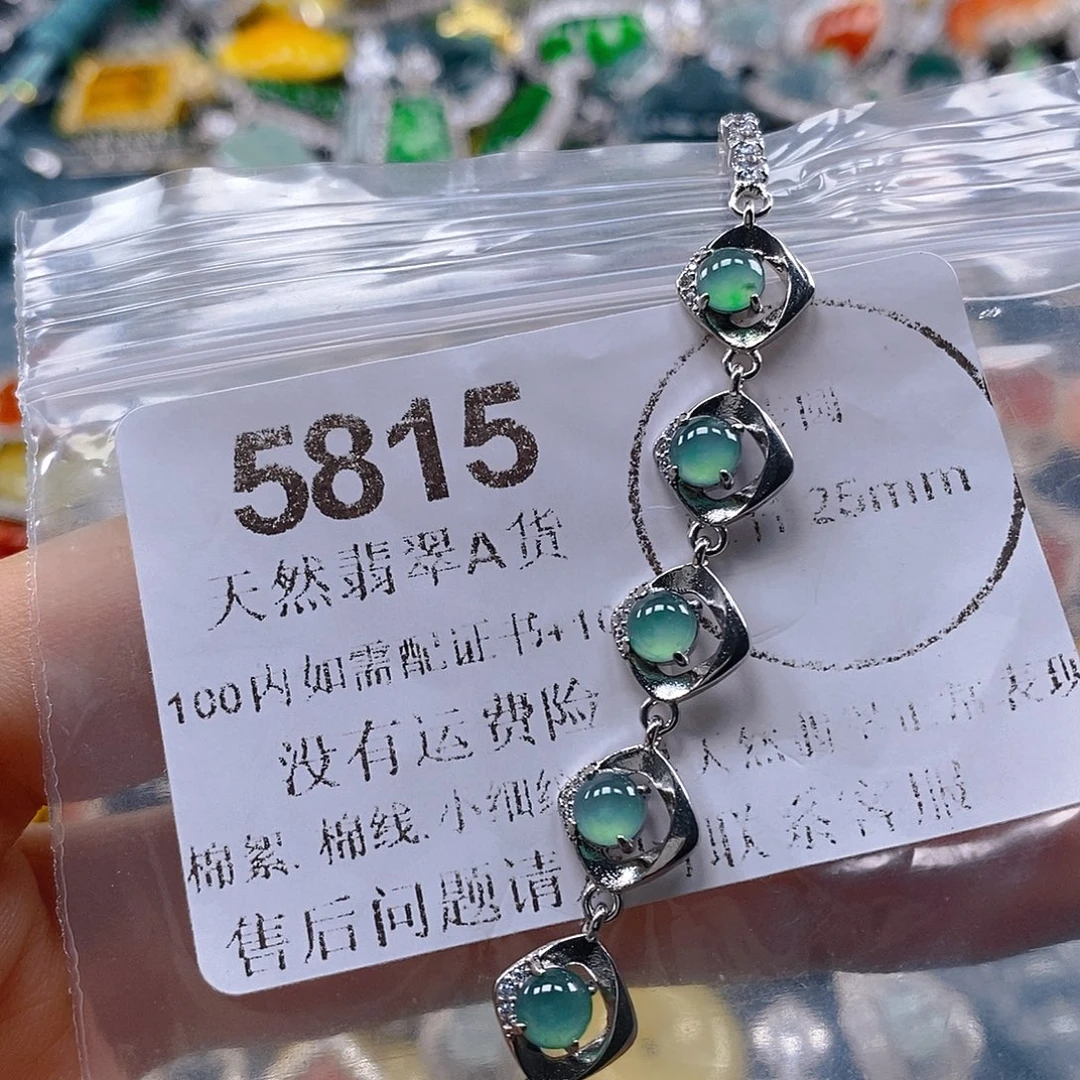 5815
天然翡翠A货
100内如需配证书+10
没有运费险
棉絮.棉线.小细 天然翡翠正常表现
售后问题请 联系客服
25mm